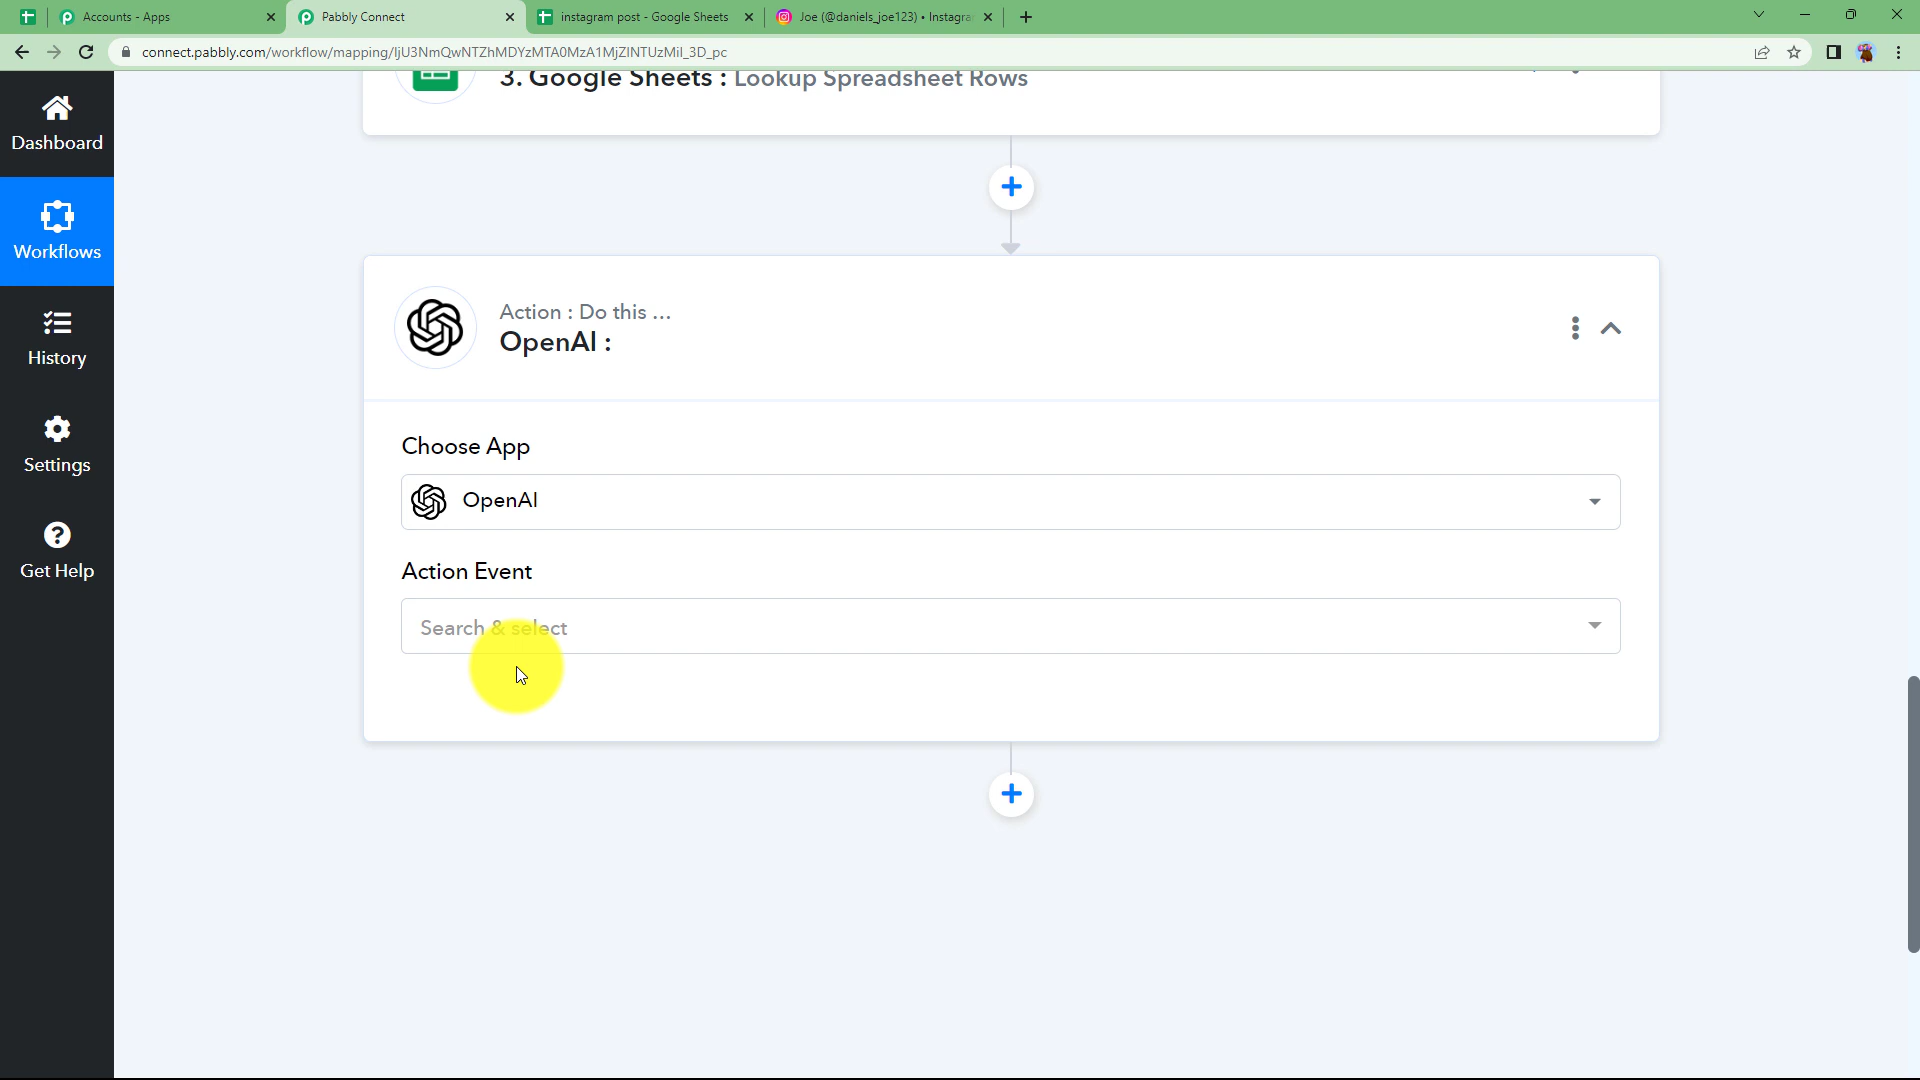 Accounts - Apps
Pabbly Connect
instagram post - Google Sheets
Joe (@daniels_joe123) • Instagra
connect.pabbly.com/workflow/mapping/IjU3NmQwNTZhMDYzMTA0MzA1MjZlNTUzMiI_3D_pc
3. Google Sheets : Lookup Spreadsheet Rows
Dashboard
Workflows
History
Settings
Get Help
Action : Do this ...
OpenAI :
Choose App
OpenAI
Action Event
Search & select